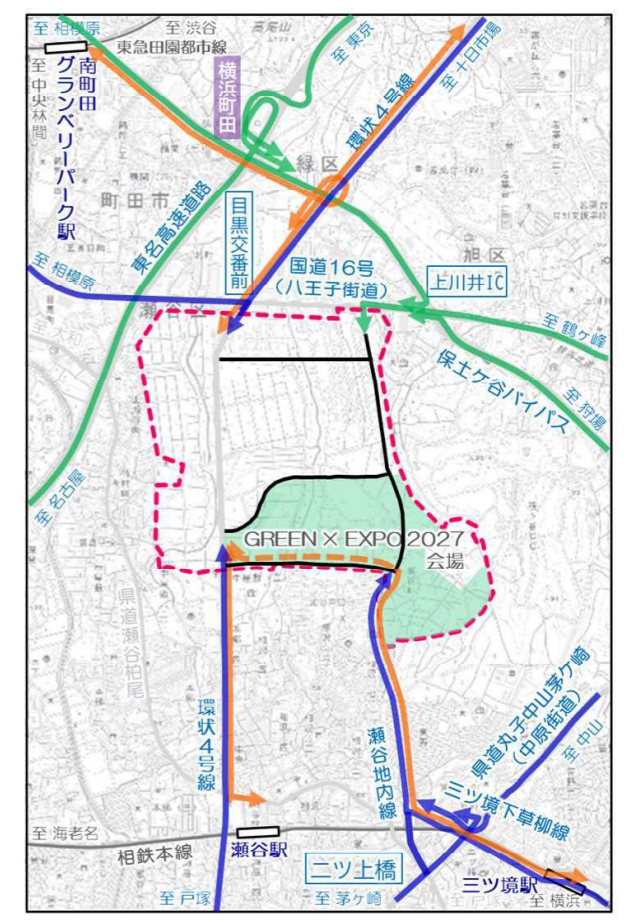 至 相模原
至 渋谷
東急田園都市線
至 中央林間
南町田
グランベリーパーク駅
横浜町田
至 東京
環状4号線
至 十日市場
緑区
町田市
東名高速道路
目黒交番前
旭区
至 相模原
国道16号
(八王子街道)
上川井IC
瀬谷区
至 鶴ヶ峰
保土ケ谷バイパス
至 狩場
至 名古屋
GREEN×EXPO 2027
会場
県道瀬谷柏尾
環状4号線
瀬谷地内線
県道丸子中山茅ケ崎
(中原街道)
至 中山
三ツ境下草柳線
至 海老名
相鉄本線
瀬谷駅
二ツ上橋
三ツ境駅
至 横浜
至 戸塚
至 茅ヶ崎
至 戸塚